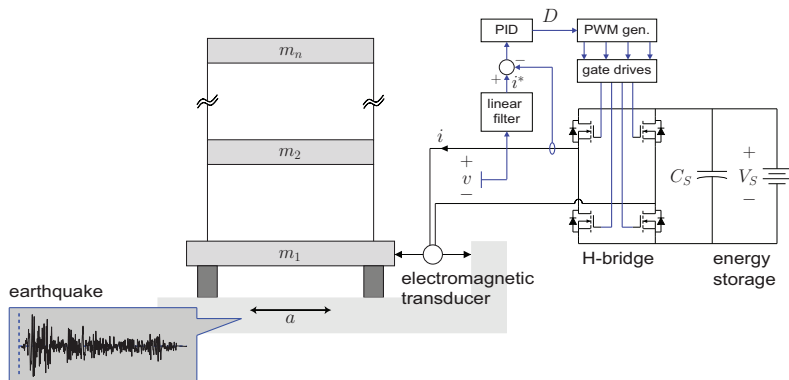 D
PID
PWM gen.
gate drives
−
+
i*
linear
filter
m_n
m_2
m_1
i
+
v
−
C_S
+
V_S
−
H-bridge
energy
storage
electromagnetic
transducer
earthquake
a